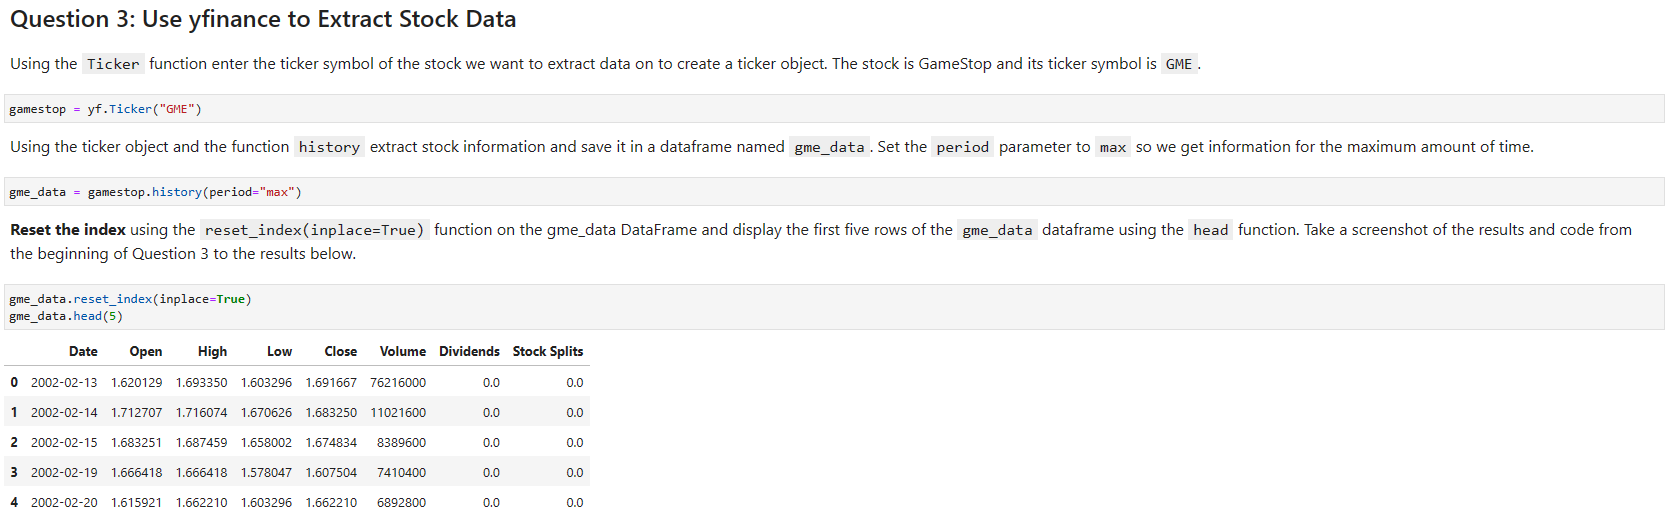 Question 3: Use yfinance to Extract Stock Data
Using the Ticker function enter the ticker symbol of the stock we want to extract data on to create a ticker object. The stock is GameStop and its ticker symbol is GME.
gamestop = yf.Ticker("GME")
Using the ticker object and the function history extract stock information and save it in a dataframe named gme_data. Set the period parameter to max so we get information for the maximum amount of time.
gme_data = gamestop.history(period="max")
Reset the index using the reset_index(inplace=True) function on the gme_data DataFrame and display the first five rows of the gme_data dataframe using the head function. Take a screenshot of the results and code from
the beginning of Question 3 to the results below.
gme_data.reset_index(inplace=True)
gme_data.head(5)
Date Open High Low Close Volume Dividends Stock Splits
0 2002-02-13 1.620129 1.693350 1.603296 1.691667 76216000 0.0 0.0
1 2002-02-14 1.712707 1.716074 1.670626 1.683250 11021600 0.0 0.0
2 2002-02-15 1.683251 1.687459 1.658002 1.674834 8389600 0.0 0.0
3 2002-02-19 1.666418 1.666418 1.578047 1.607504 7410400 0.0 0.0
4 2002-02-20 1.615921 1.662210 1.603296 1.662210 6892800 0.0 0.0